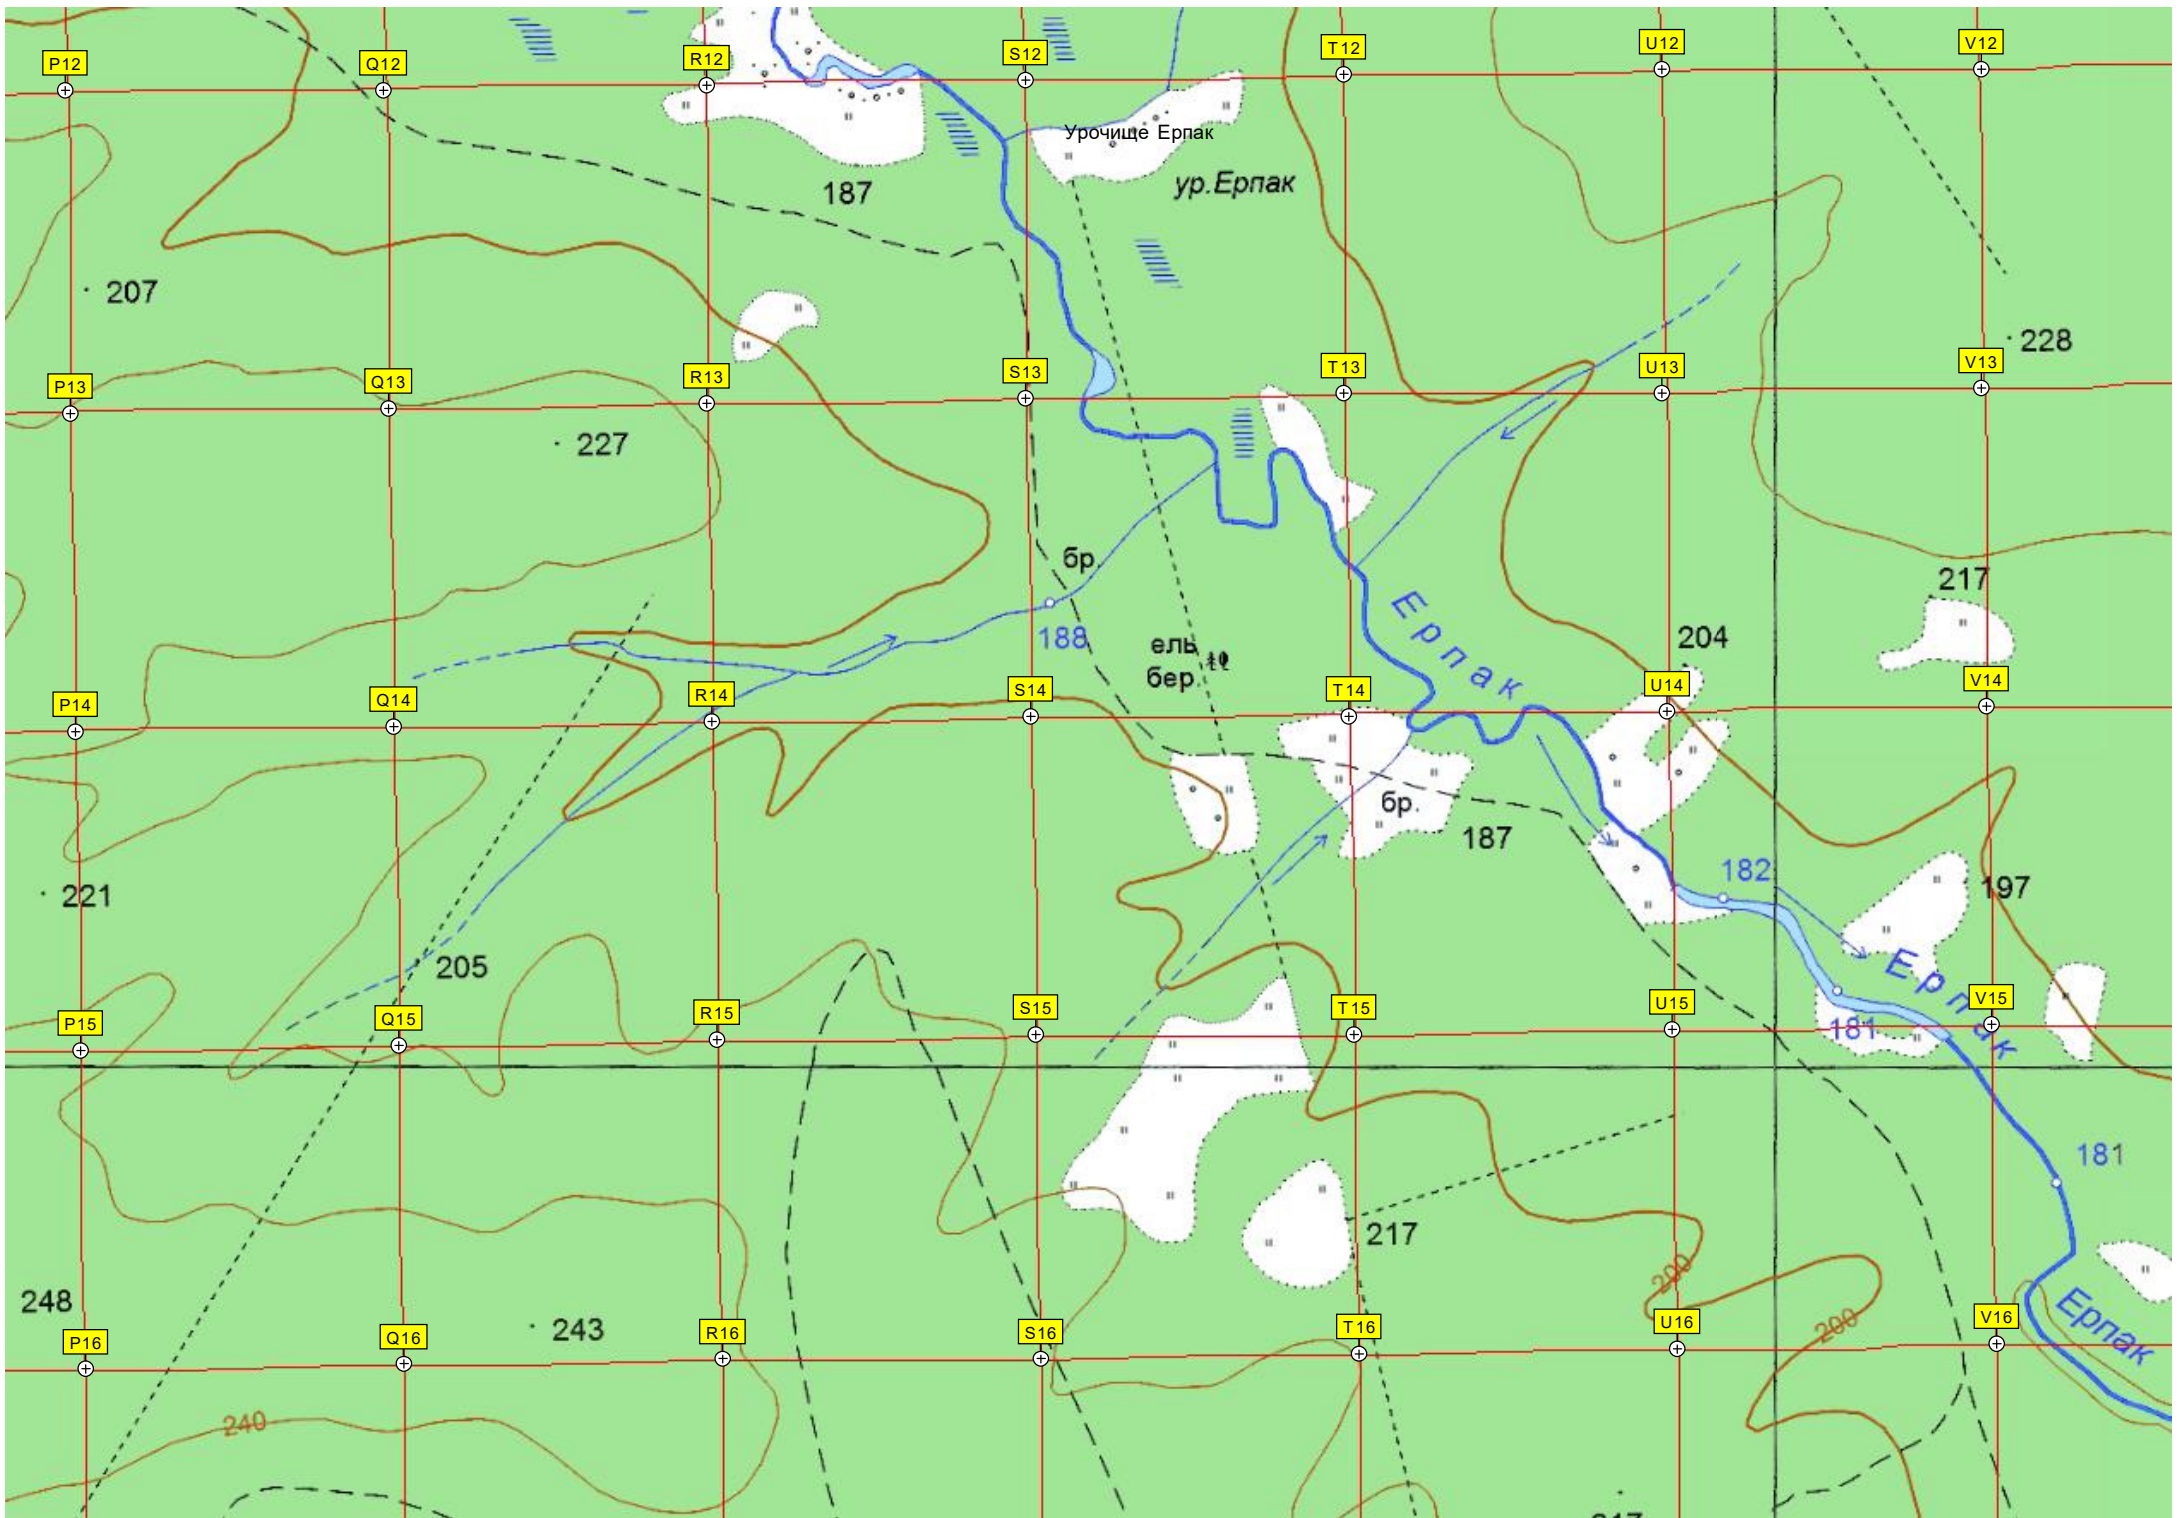 P12
Q12
R12
S12
T12
U12
V12
Урочище Ерпак
ур.Ерпак
187
207
228
P13
Q13
R13
S13
T13
U13
V13
227
бр.
217
Ерпак
188
ель
бер.
204
P14
Q14
R14
S14
T14
U14
V14
бр.
187
182
197
221
205
Ерпак
P15
Q15
R15
S15
T15
U15
V15
181
181
217
200
248
243
200
Ерпак
P16
Q16
R16
S16
T16
U16
V16
240